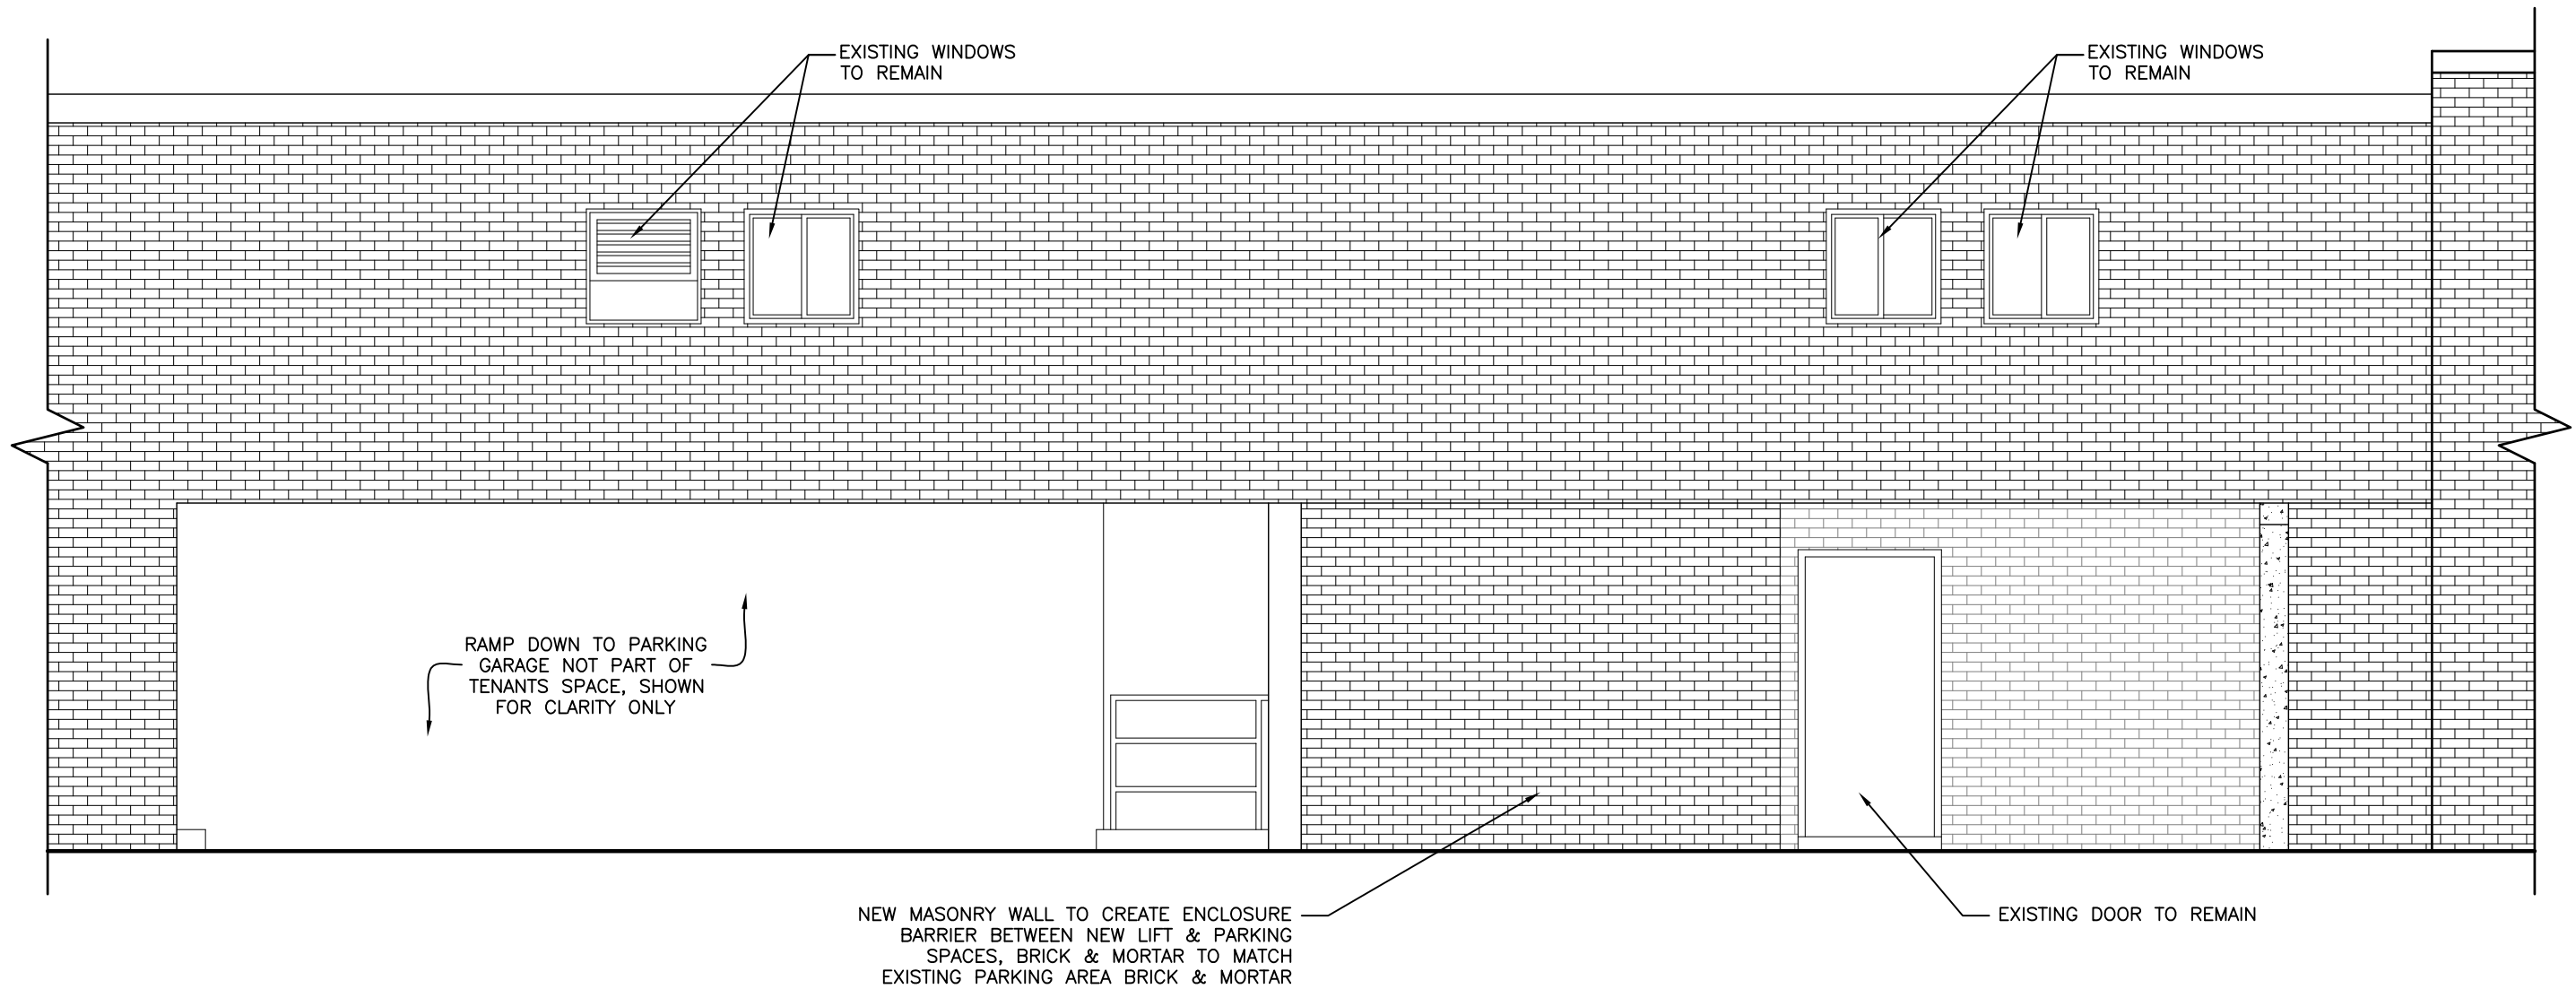 EXISTING WINDOWS
TO REMAIN
EXISTING WINDOWS
TO REMAIN
RAMP DOWN TO PARKING
GARAGE NOT PART OF
TENANTS SPACE, SHOWN
FOR CLARITY ONLY
NEW MASONRY WALL TO CREATE ENCLOSURE
BARRIER BETWEEN NEW LIFT & PARKING
SPACES, BRICK & MORTAR TO MATCH
EXISTING PARKING AREA BRICK & MORTAR
EXISTING DOOR TO REMAIN